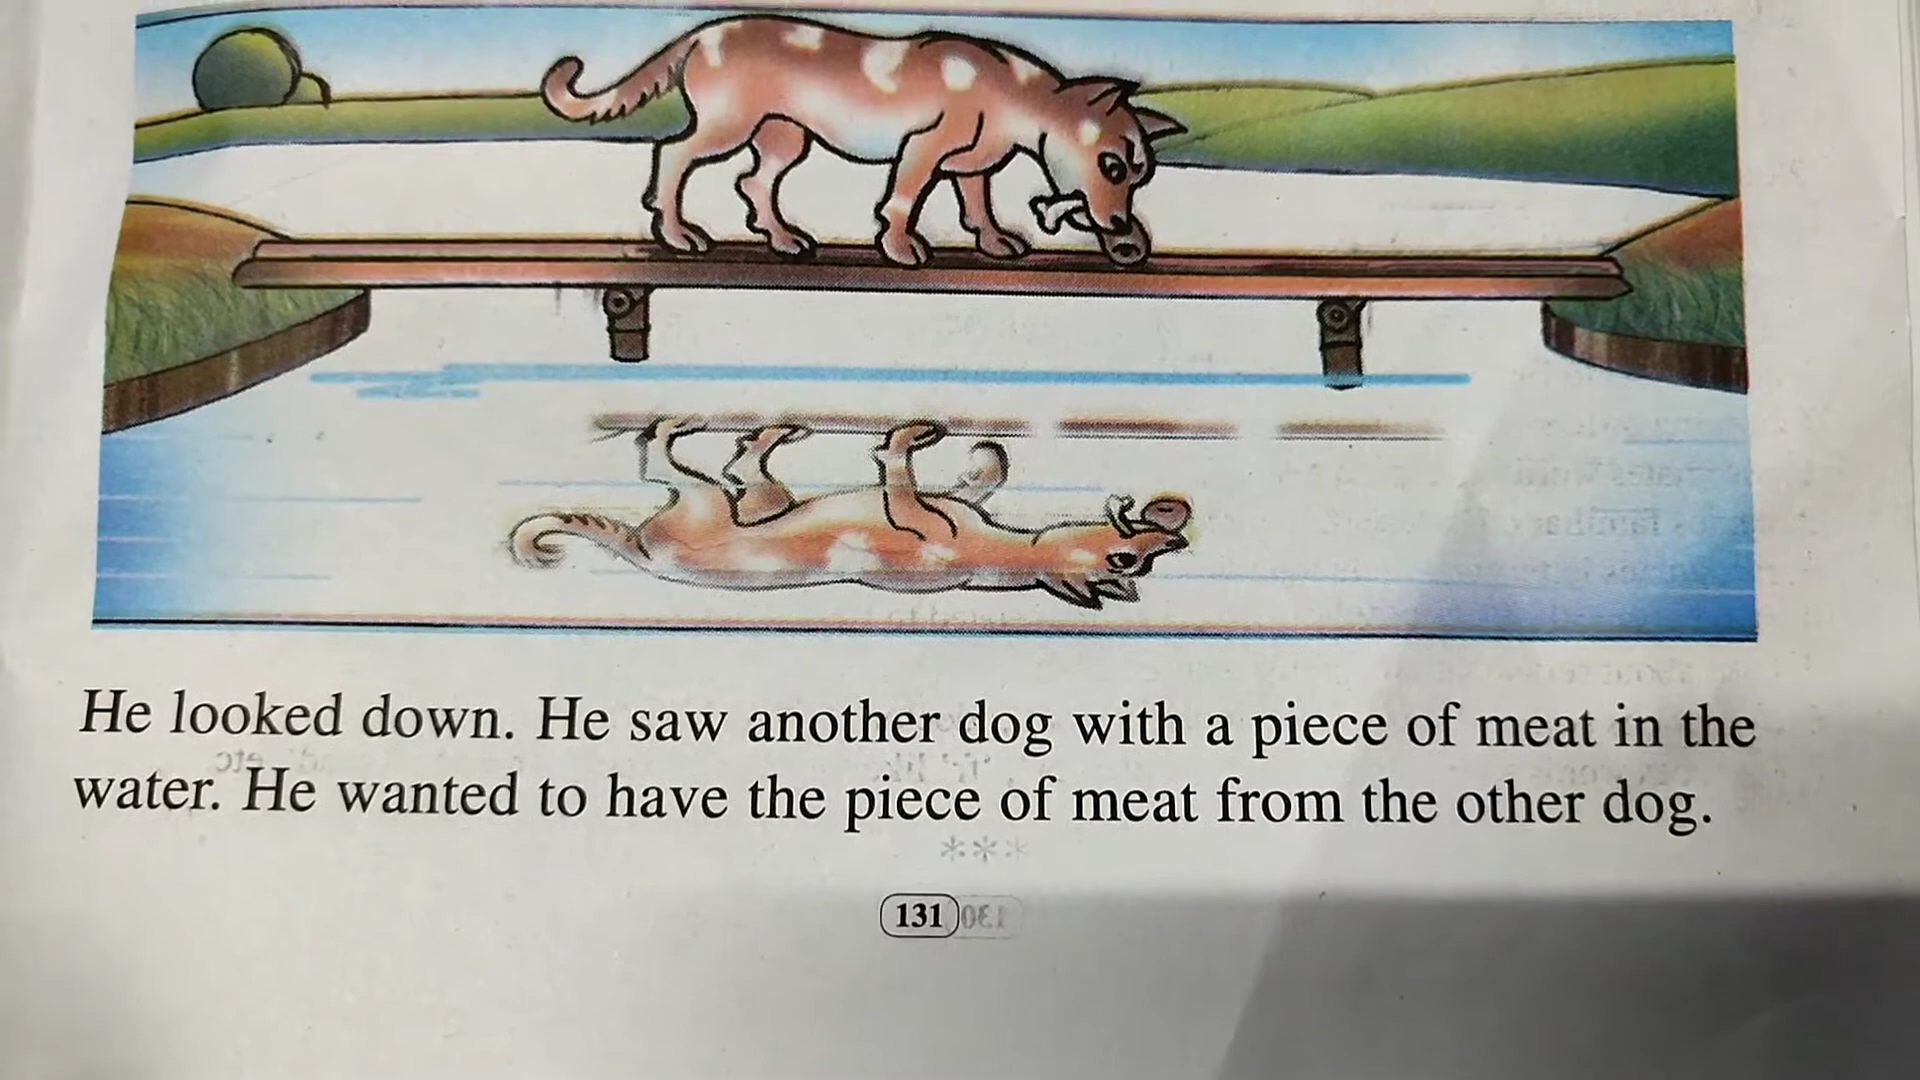 He looked down. He saw another dog with a piece of meat in the
water. He wanted to have the piece of meat from the other dog.
131